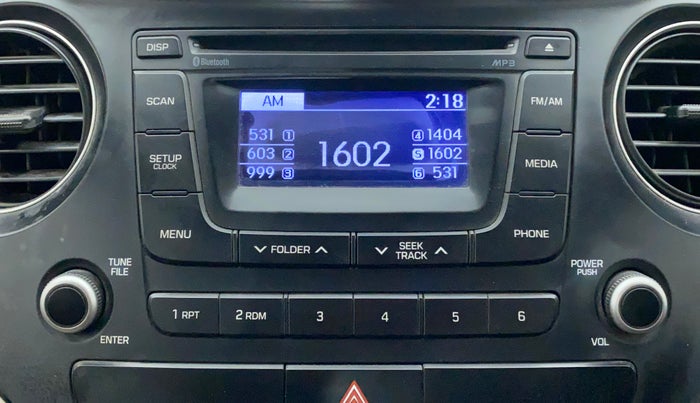 DISP
Bluetooth
MP3
SCAN
AM 2:18
FM/AM
531 1 4 1404
603 2 1602 5 1602
999 3 6 531
SETUP
CLOCK
MEDIA
MENU
FOLDER
SEEK
TRACK
PHONE
TUNE
FILE
POWER
PUSH
1 RPT 2 RDM 3 4 5 6
ENTER
VOL